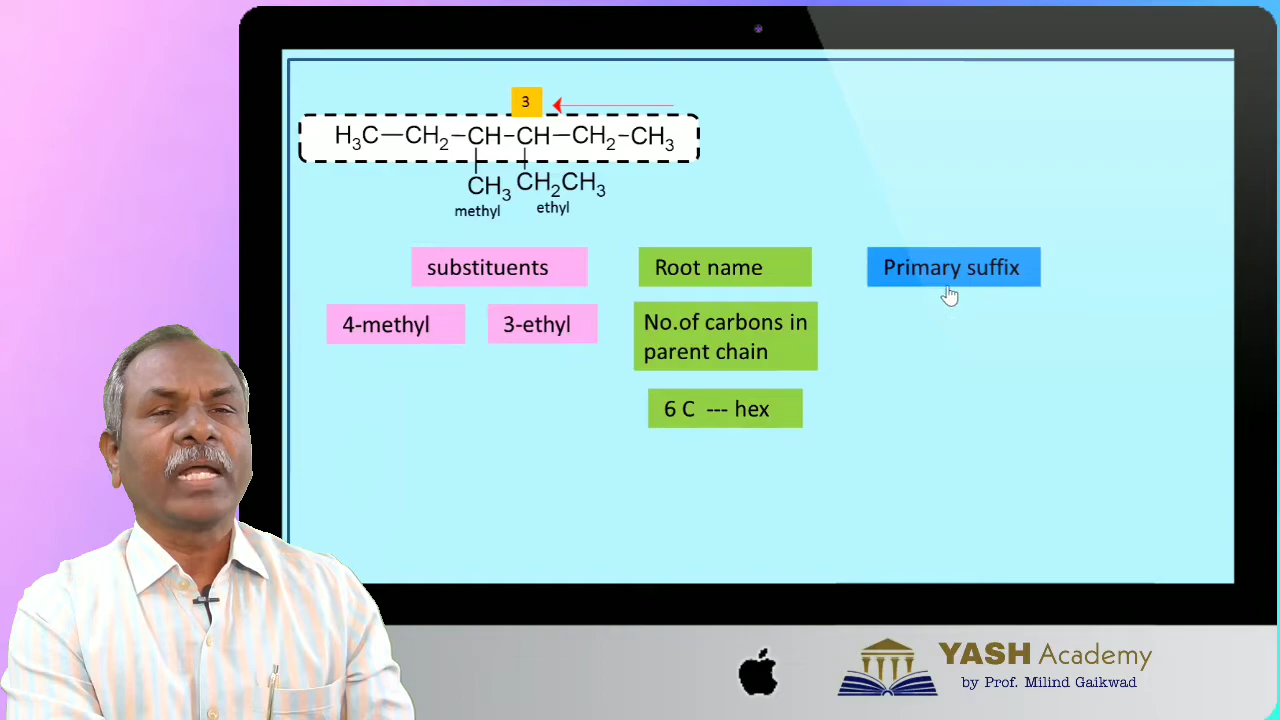 3
H3C—CH2—CH—CH—CH2—CH3
CH3 CH2CH3
methyl ethyl
substituents Root name Primary suffix
4-methyl 3-ethyl No.of carbons in
parent chain
6 C --- hex
YASH Academy
by Prof. Milind Gaikwad